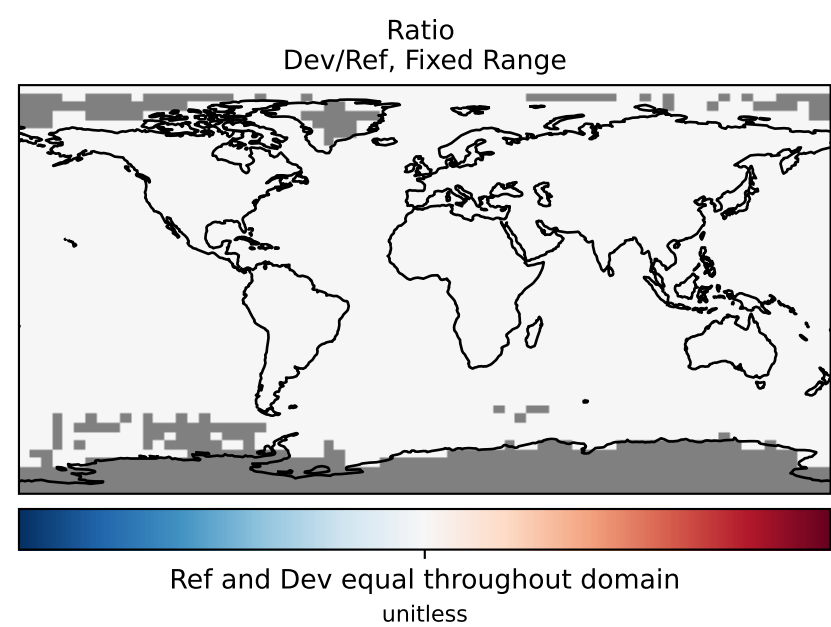 Ratio
Dev/Ref, Fixed Range
Ref and Dev equal throughout domain
unitless